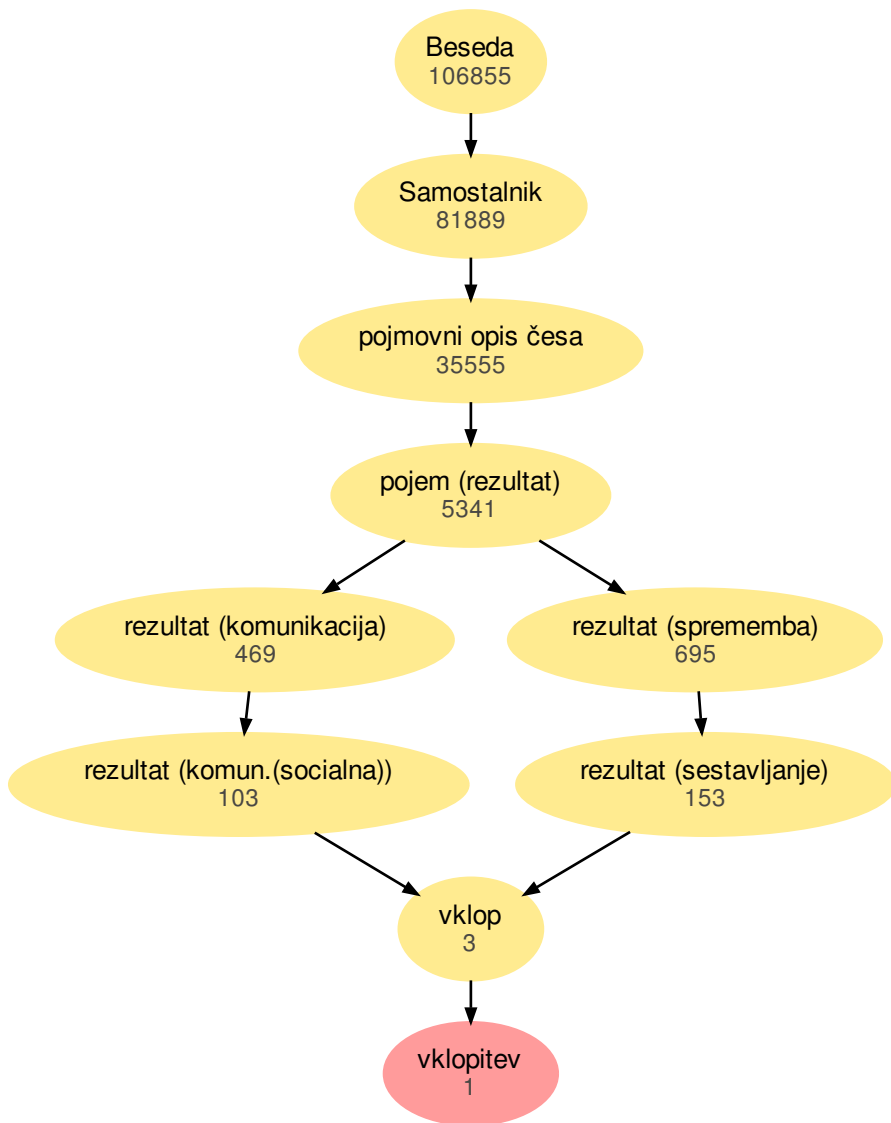 Beseda
106855
Samostalnik
81889
pojmovni opis česa
35555
pojem (rezultat)
5341
rezultat (komunikacija)
469
rezultat (sprememba)
695
rezultat (komun.(socialna))
103
rezultat (sestavljanje)
153
vklop
3
vklopitev
1